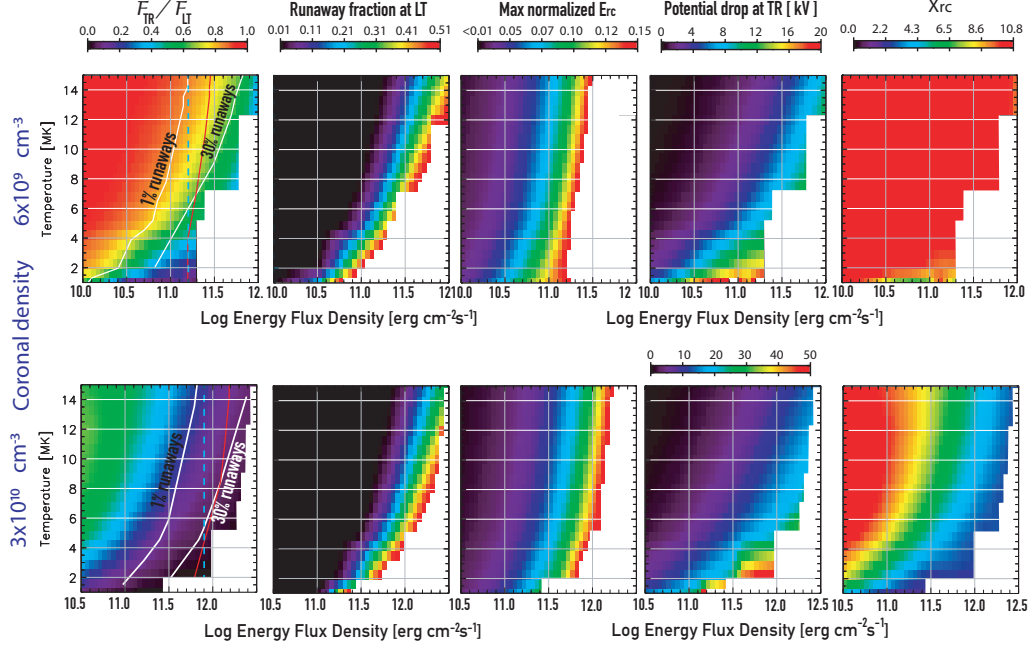 F̅TR / F̅LT
Runaway fraction at LT
Max normalized Erc
Potential drop at TR [ kV]
Xrc
0.0 0.2 0.4 0.6 0.8 1.0
0.01 0.11 0.21 0.31 0.41 0.51
<0.01 0.05 0.07 0.10 0.12 0.15
0 4 8 12 16 20
0.0 2.2 4.3 6.5 8.6 10.8
6x10⁹ cm⁻³
Temperature [MK]
14
12
10
8
6
4
2
1% runaways
30% runaways
10.0 10.5 11.0 11.5 12.
10.0 10.5 11.0 11.5 12.0
10.0 10.5 11.0 11.5 12
10.0 10.5 11.0 11.5 12.0
10.0 10.5 11.0 11.5 12.0
Log Energy Flux Density [erg cm⁻²s⁻¹]
Log Energy Flux Density [erg cm⁻²s⁻¹]
Coronal density
0 10 20 30 40 50
3x10¹⁰ cm⁻³
Temperature [MK]
14
12
10
8
6
4
2
1% runaways
30% runaways
10.5 11.0 11.5 12.0 12.5
10.5 11.0 11.5 12.0
10.5 11.0 11.5 12.0
10.5 11.0 11.5 12.0 12.5
10.5 11.0 11.5 12.0 12.5
Log Energy Flux Density [erg cm⁻²s⁻¹]
Log Energy Flux Density [erg cm⁻²s⁻¹]